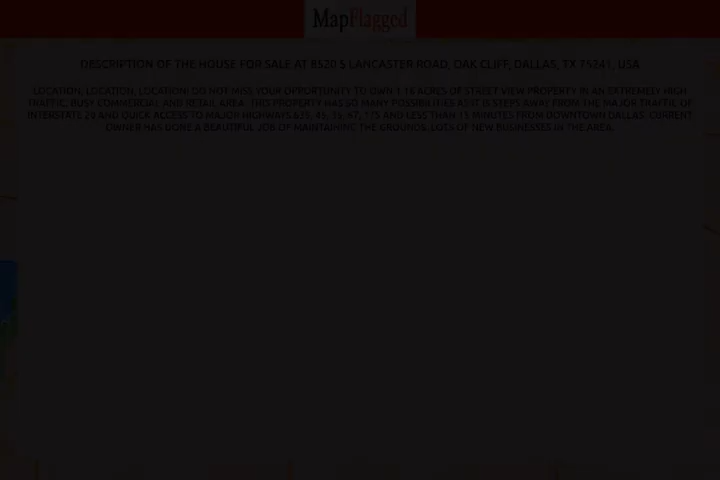 MapFlagged
DESCRIPTION OF THE HOUSE FOR SALE AT 8520 S LANCASTER ROAD, OAK CLIFF, DALLAS, TX 75241, USA
LOCATION, LOCATION, LOCATION! DO NOT MISS YOUR OPPORTUNITY TO OWN 1.16 ACRES OF STREET VIEW PROPERTY IN AN EXTREMELY HIGH
TRAFFIC, BUSY COMMERCIAL AND RETAIL AREA. THIS PROPERTY HAS SO MANY POSSIBILITIES AS IT IS STEPS AWAY FROM THE MAJOR TRAFFIC OF
INTERSTATE 20 AND QUICK ACCESS TO MAJOR HIGHWAYS 635, 45, 35, 67, 175 AND LESS THAN 15 MINUTES FROM DOWNTOWN DALLAS. CURRENT
OWNER HAS DONE A BEAUTIFUL JOB OF MAINTAINING THE GROUNDS. LOTS OF NEW BUSINESSES IN THE AREA.